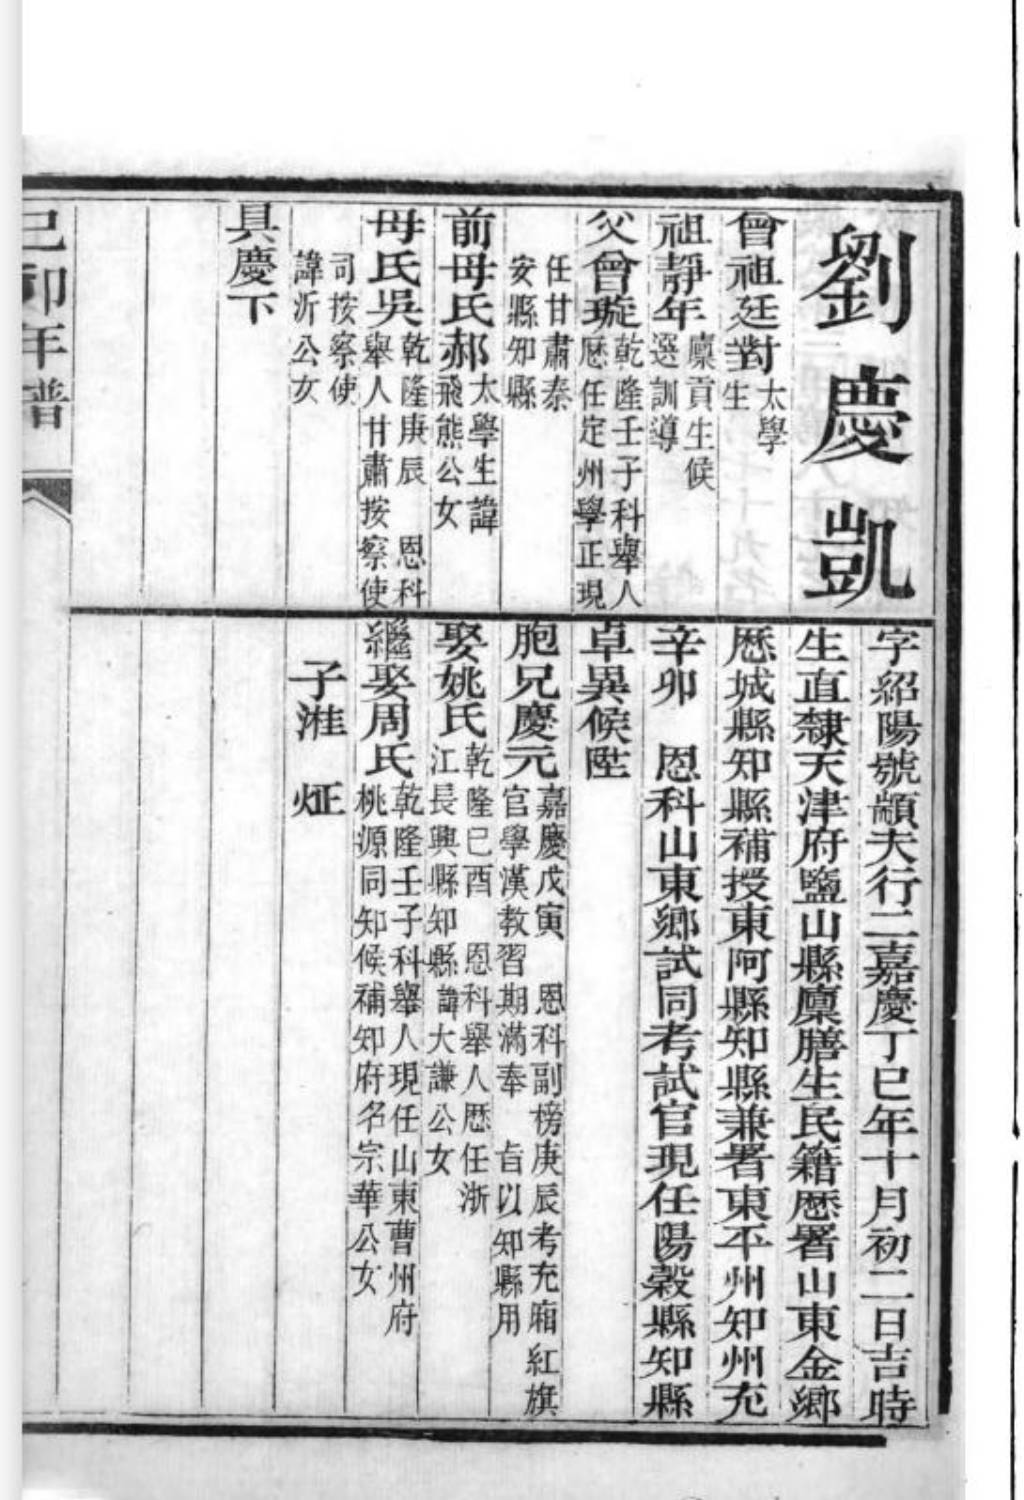 劉慶凱
曾祖廷對太學
生
祖靜年廩貢生候
選訓導
父曾璇乾隆壬子科舉人
歷任定州學正現
任甘肅泰
安縣知縣
前母氏郝太學生諱
飛熊公女
母氏吳乾隆庚辰 恩科
舉人甘肅按察使
司按察使
諱沂公女
具慶下
字紹陽號顓夫行二嘉慶丁巳年十月初二日吉時
生直隸天津府鹽山縣廩膳生民籍歷署山東金鄉
歷城縣知縣補授東阿縣知縣兼署東平州知州充
辛卯 恩科山東鄉試同考試官現任陽穀縣知縣
卓異候陞
胞兄慶元嘉慶戊寅 恩科副榜庚辰考充廂紅旗
官學漢教習期滿奉 旨以知縣用
娶姚氏乾隆己酉 恩科舉人歷任浙
江長興縣知縣諱大謙公女
繼娶周氏乾隆壬子科舉人現任山東曹州府
桃源同知候補知府名宗華公女
子漼 炡
己卯年譜